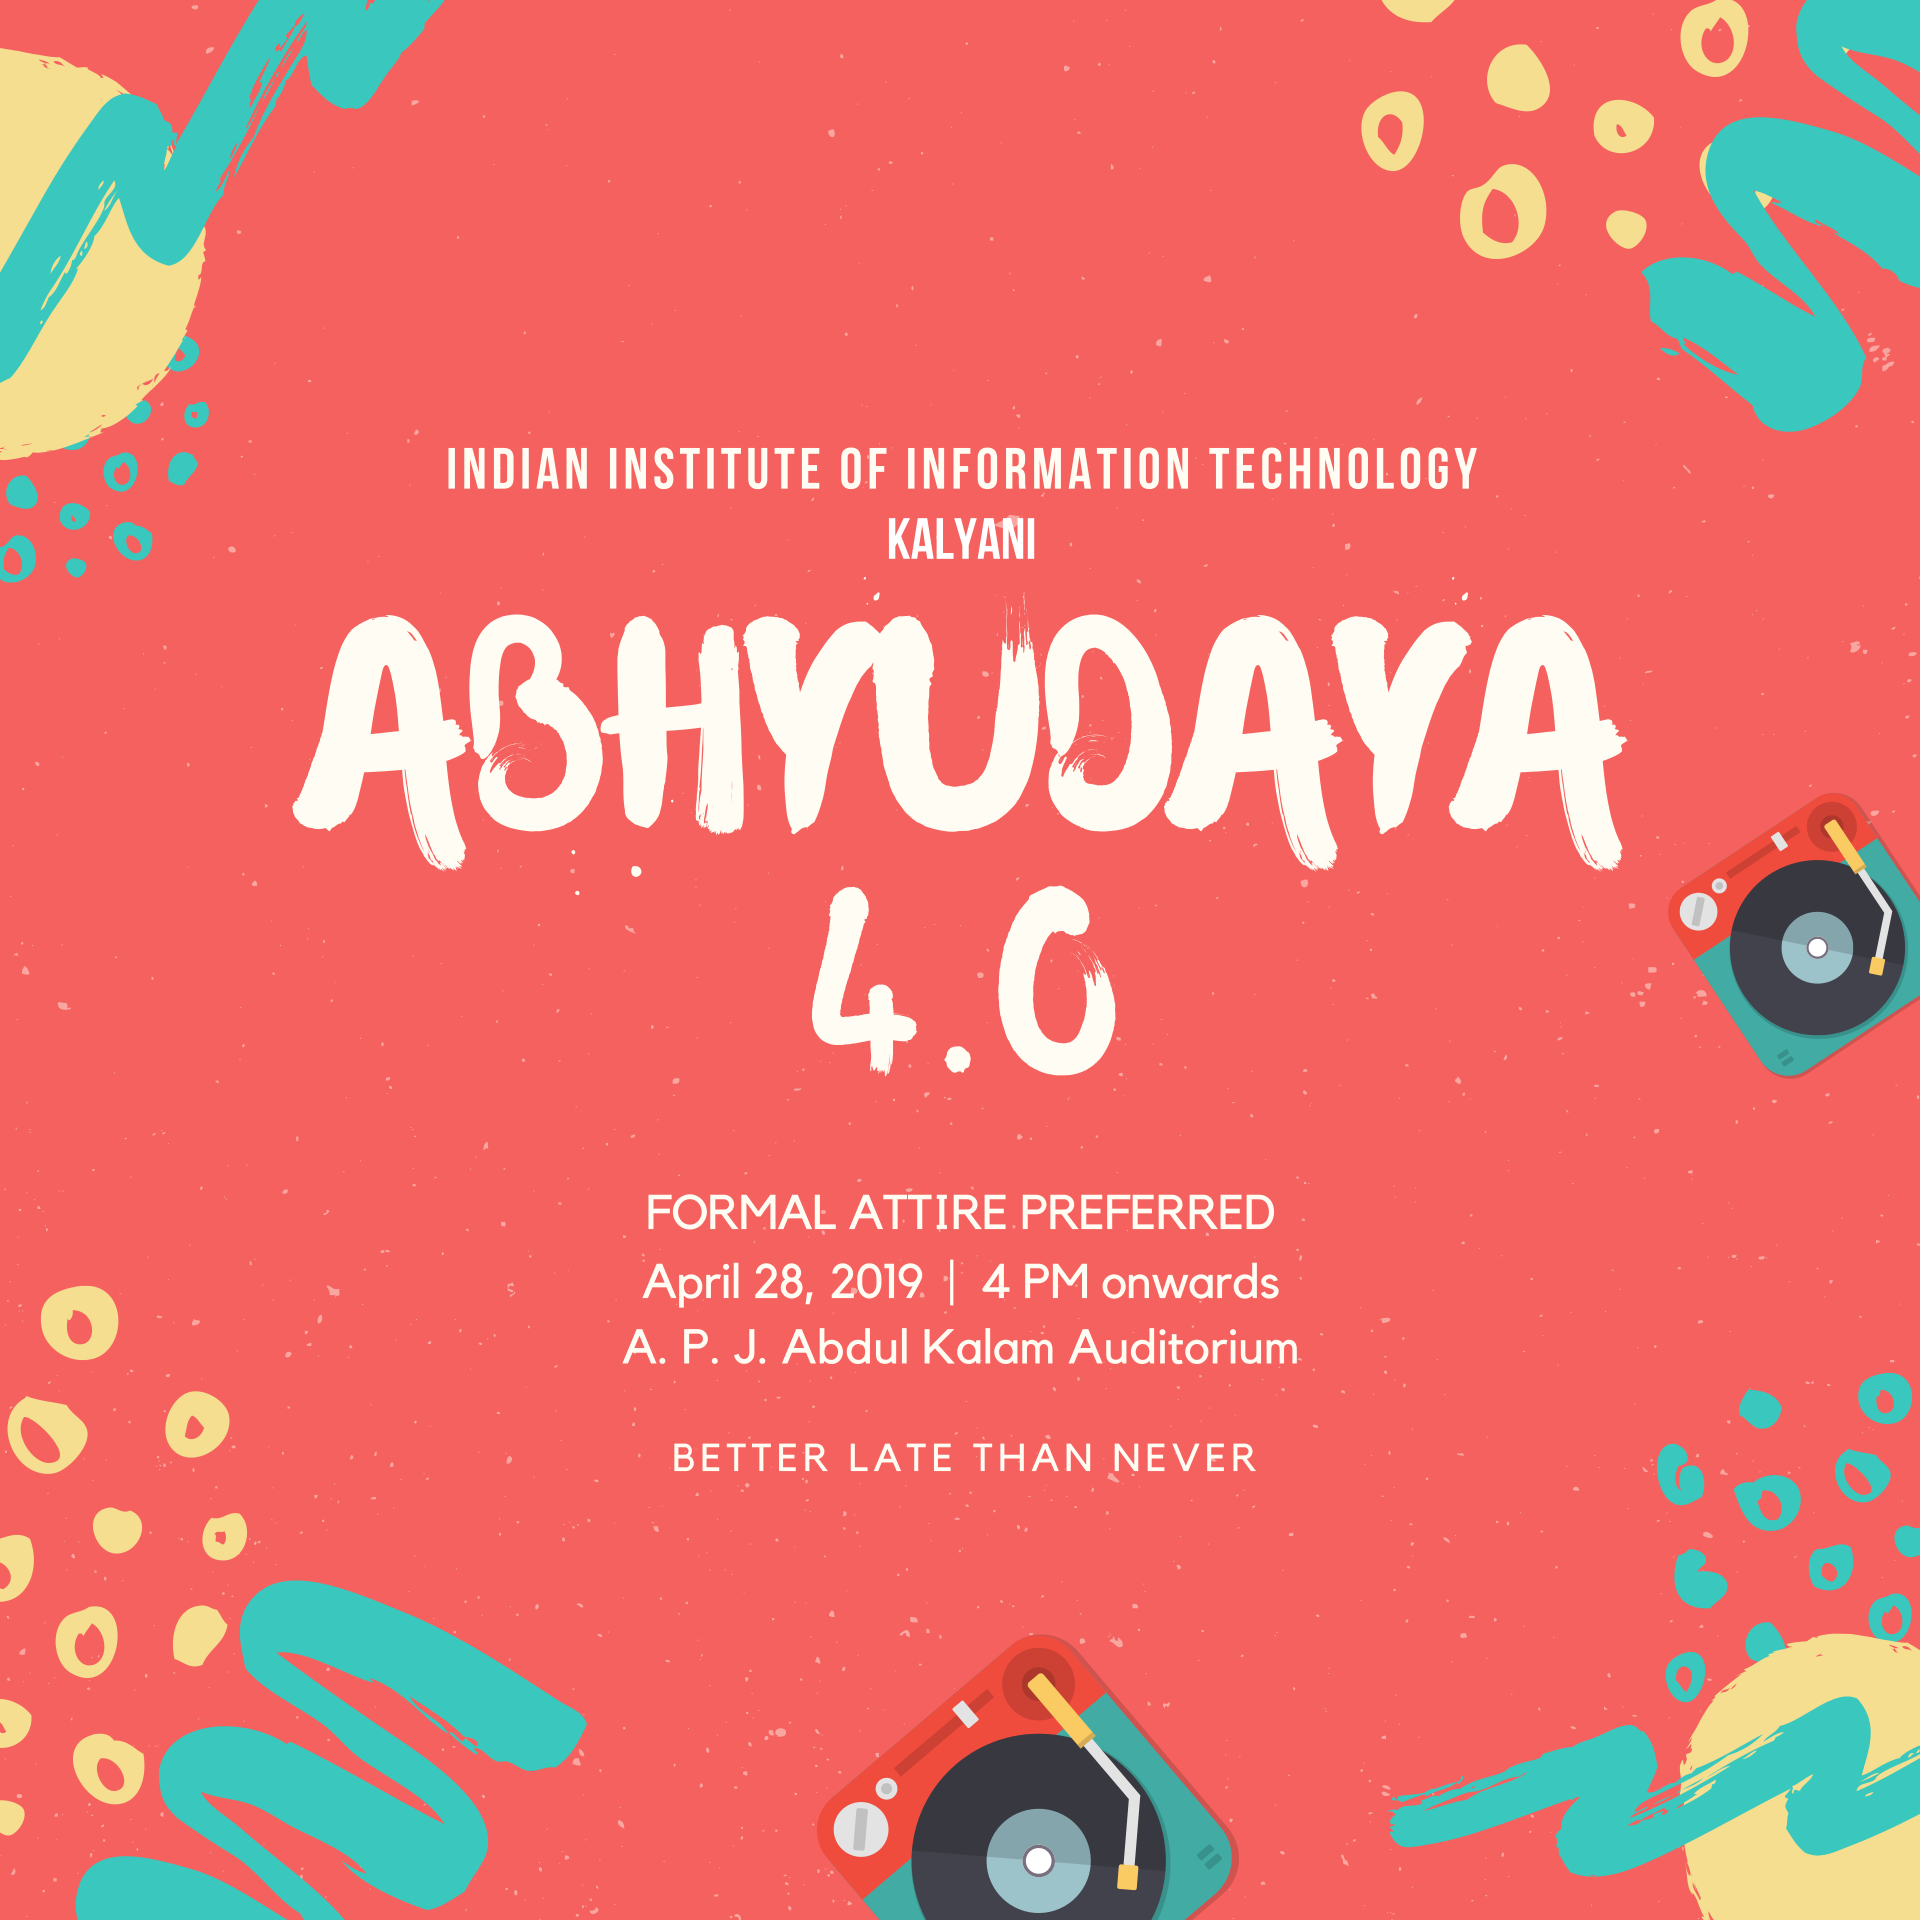 INDIAN INSTITUTE OF INFORMATION TECHNOLOGY
KALYANI
ABHYUDAYA
4.0
FORMAL ATTIRE PREFERRED
April 28, 2019 | 4 PM onwards
A. P. J. Abdul Kalam Auditorium
BETTER LATE THAN NEVER